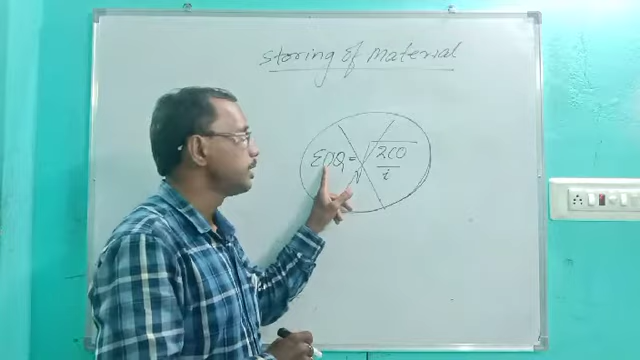 Storing of material
EOQ = √2CO
i